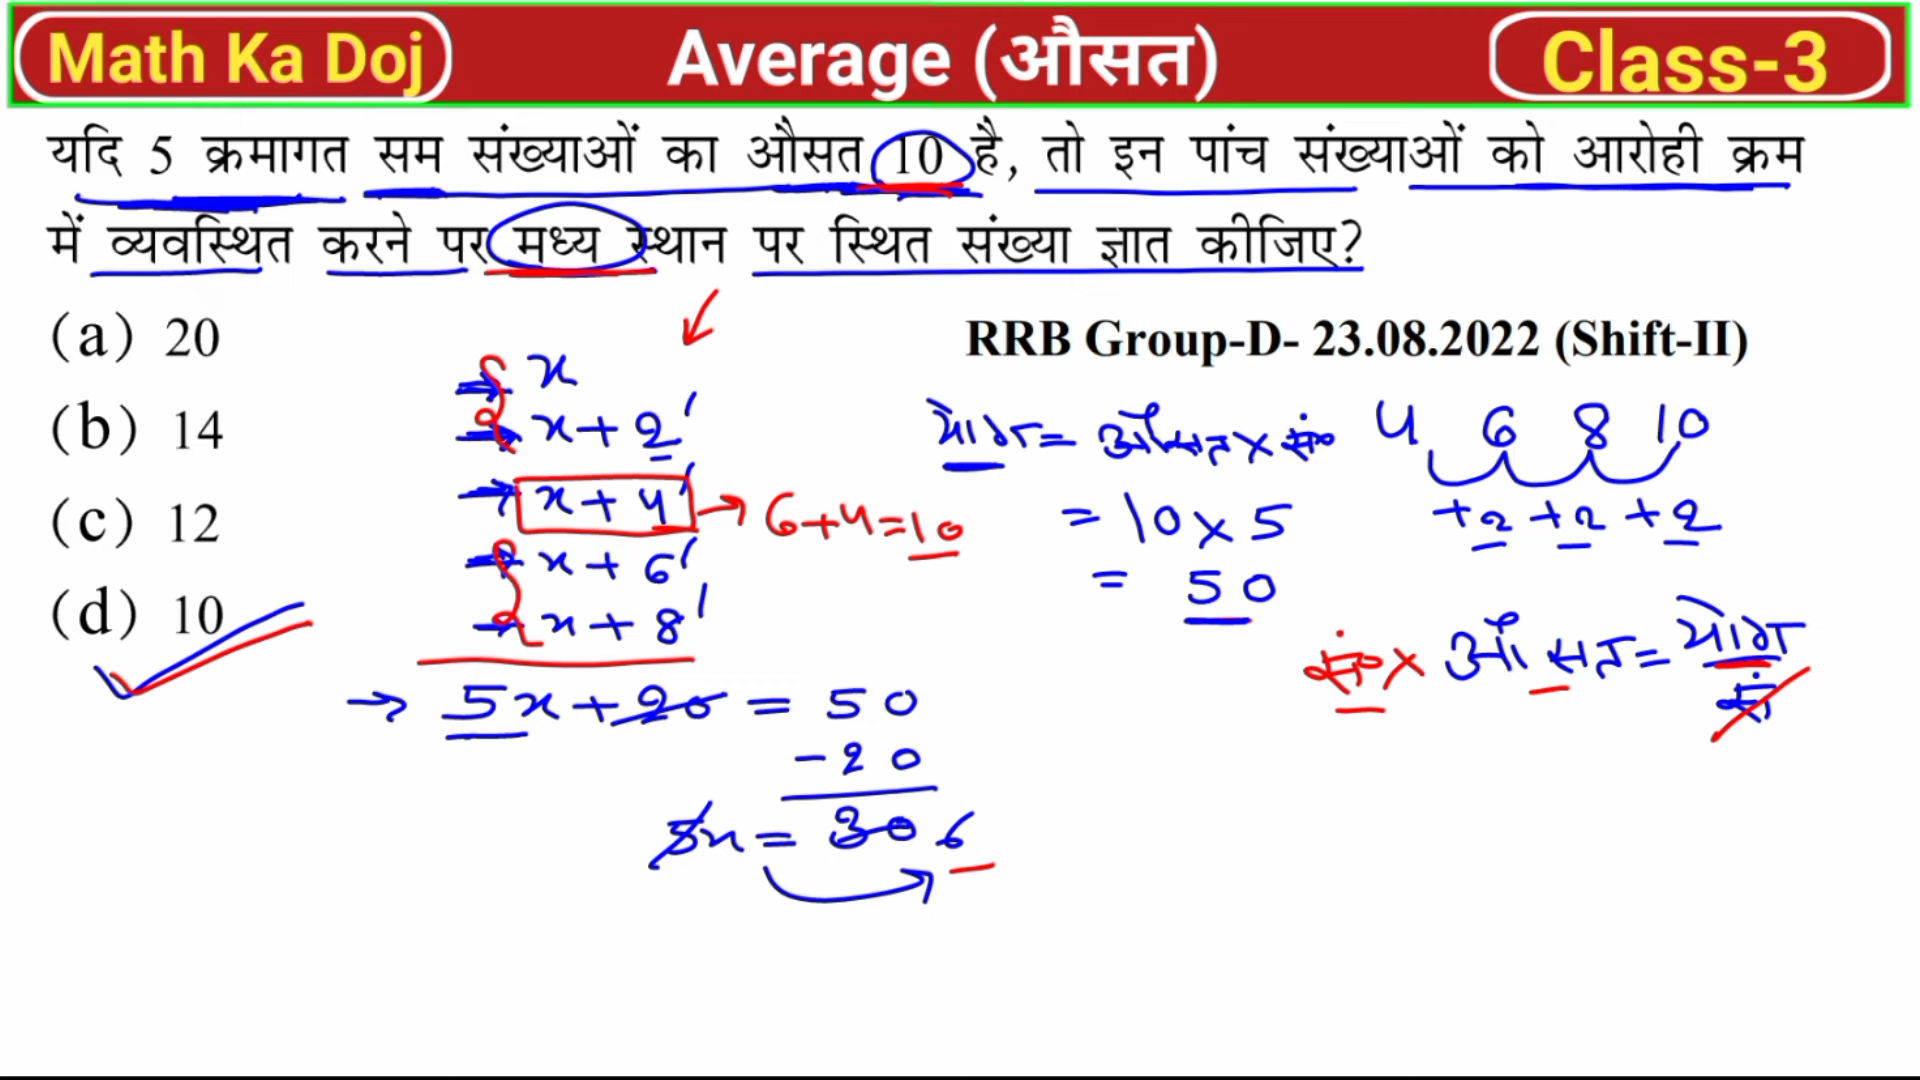 Math Ka Doj
Average (औसत)
Class-3
यदि 5 क्रमागत सम संख्याओं का औसत 10 है, तो इन पांच संख्याओं को आरोही क्रम
में व्यवस्थित करने पर मध्य स्थान पर स्थित संख्या ज्ञात कीजिए?
(a) 20
(b) 14
(c) 12
(d) 10
RRB Group-D- 23.08.2022 (Shift-II)
x
x + 2
x + 4 → 6+4=10
x + 6
x + 8
→ 5x + 20 = 50
- 20
5x = 30 6
योग = औसत × सं०
= 10 × 5
= 50
4 6 8 10
+2 +2 +2
सं० × औसत = योग
सं